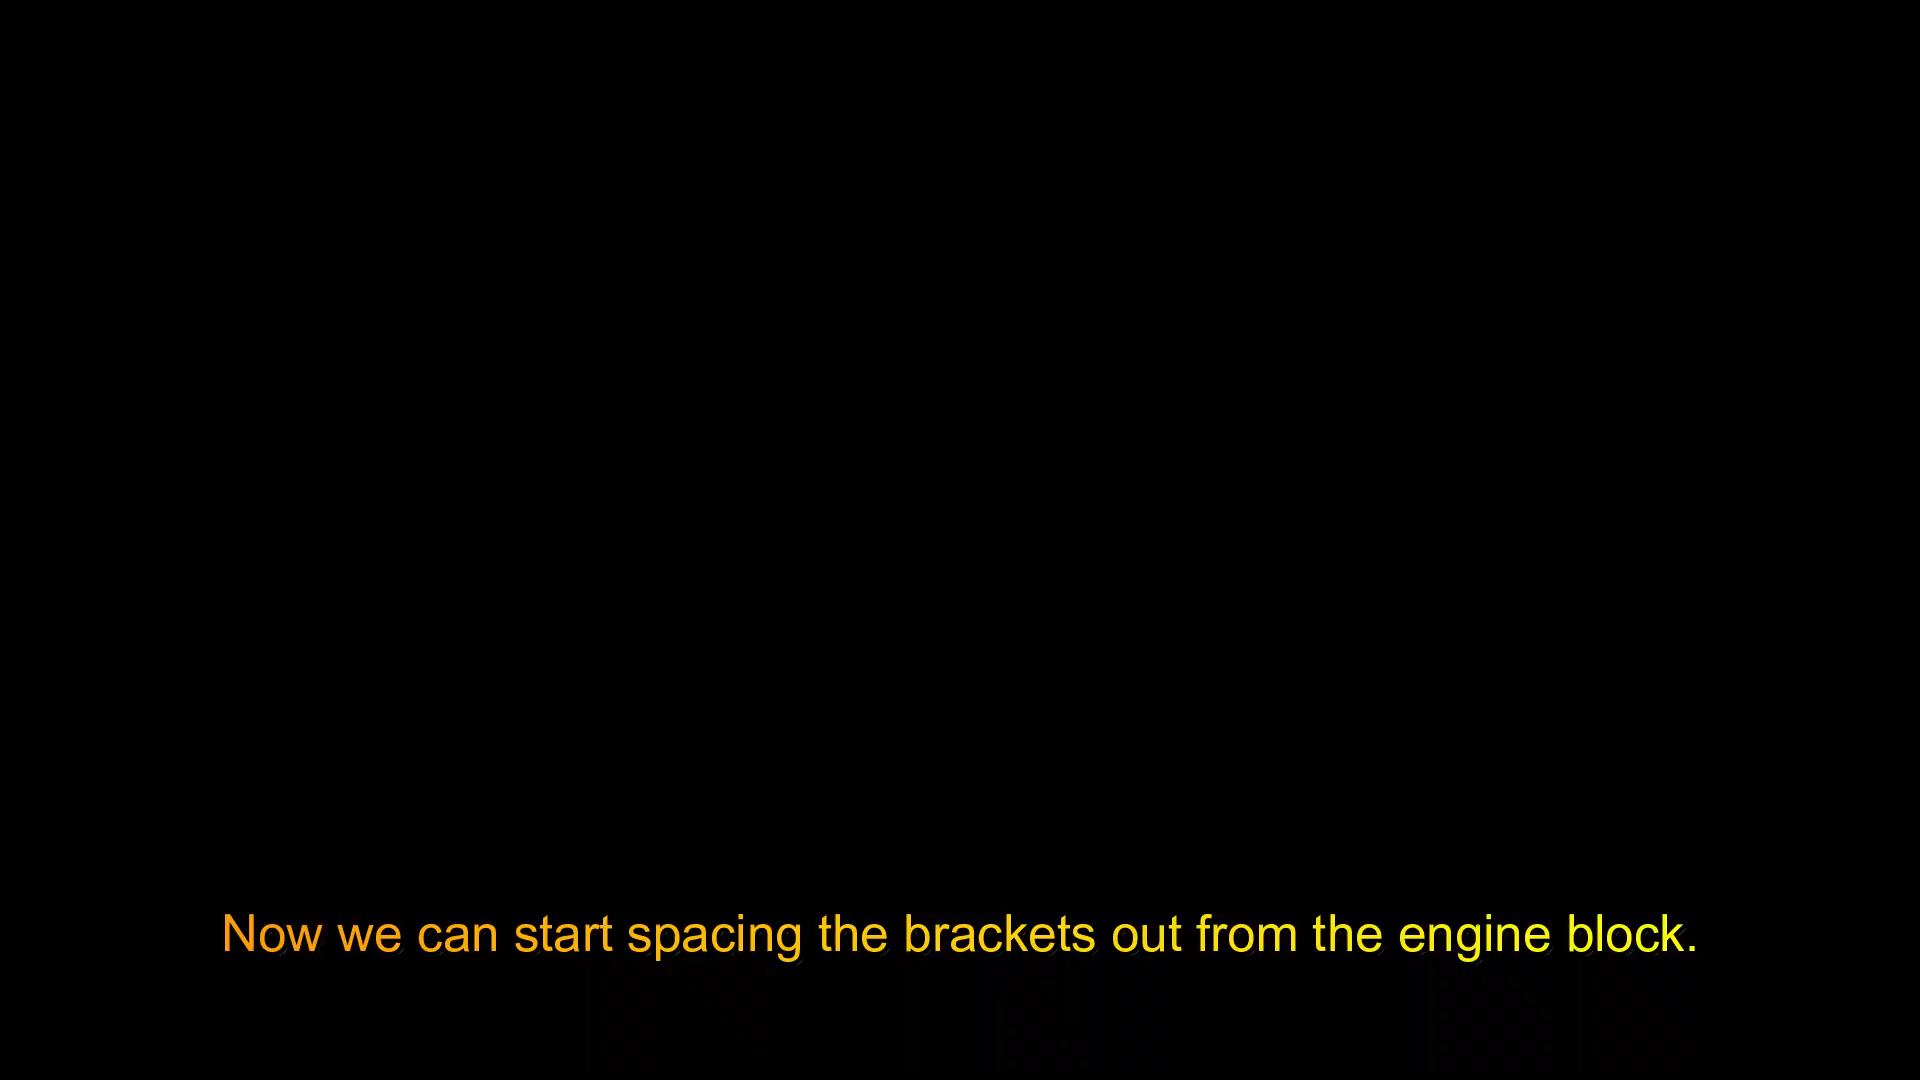 Now we can start spacing the brackets out from the engine block.